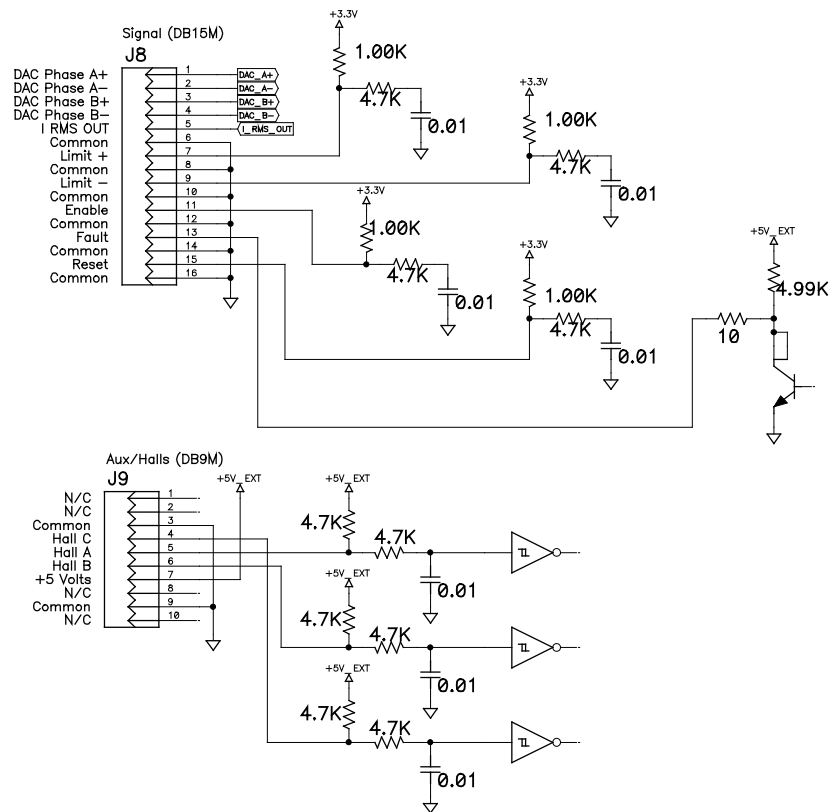 Signal (DB15M)
J8
DAC Phase A+ 1 DAC_A+
DAC Phase A- 2 DAC_A-
DAC Phase B+ 3 DAC_B+
DAC Phase B- 4 DAC_B-
I RMS OUT 5 I_RMS_OUT
Common 6
Limit + 7
Common 8
Limit - 9
Common 10
Enable 11
Common 12
Fault 13
Common 14
Reset 15
Common 16
+3.3V
1.00K
4.7K
0.01
+3.3V
1.00K
4.7K
0.01
+3.3V
1.00K
4.7K
0.01
+3.3V
1.00K
4.7K
0.01
+5V_EXT
4.99K
10
Aux/Halls (DB9M)
J9
N/C 1
N/C 2
Common 3
Hall C 4
Hall A 5
Hall B 6
+5 Volts 7
N/C 8
Common 9
N/C 10
+5V_EXT
+5V_EXT
4.7K
4.7K
0.01
+5V_EXT
4.7K
4.7K
0.01
+5V_EXT
4.7K
4.7K
0.01